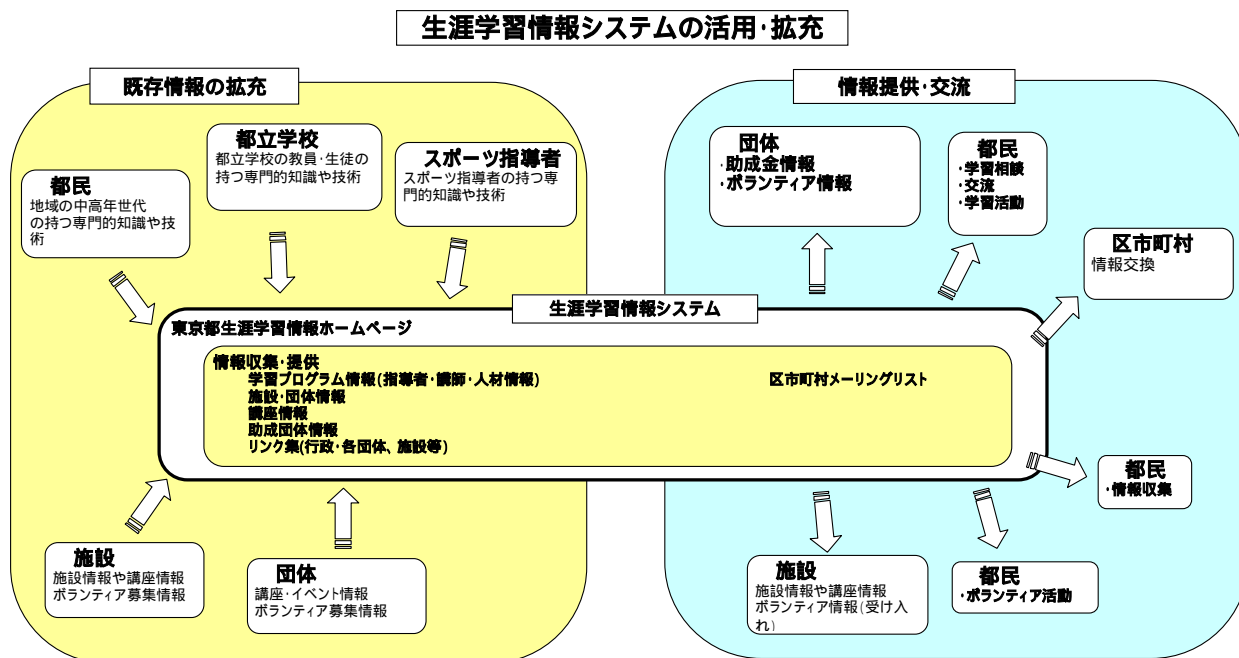 生涯学習情報システムの活用･拡充
既存情報の拡充
都民
地域の中高年世代
の持つ専門的知識や技
術
都立学校
都立学校の教員･生徒の
持つ専門的知識や技術
スポーツ指導者
スポーツ指導者の持つ専
門的知識や技術
情報提供･交流
団体
･助成金情報
･ボランティア情報
都民
･学習相談
･交流
･学習活動
区市町村
情報交換
生涯学習情報システム
東京都生涯学習情報ホームページ
情報収集･提供
学習プログラム情報(指導者･講師･人材情報)
施設･団体情報
講座情報
助成団体情報
リンク集(行政･各団体、施設等)
区市町村メーリングリスト
施設
施設情報や講座情報
ボランティア募集情報
団体
講座･イベント情報
ボランティア募集情報
施設
施設情報や講座情報
ボランティア情報(受け入
れ)
都民
･ボランティア活動
都民
･情報収集